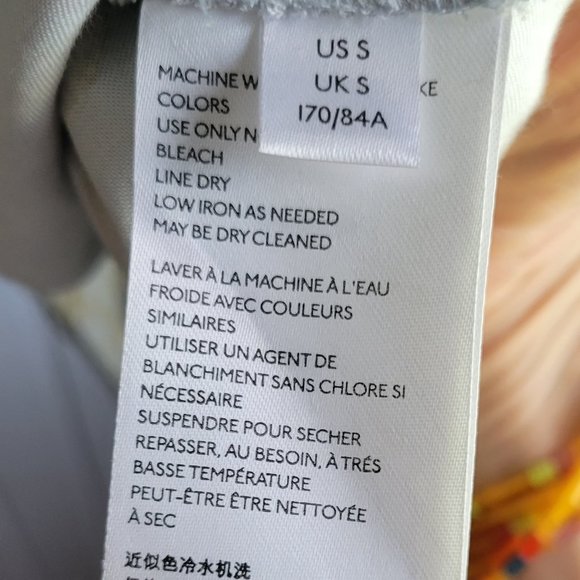 US S
UK S
170/84A
MACHINE W
KE
COLORS
USE ONLY N
BLEACH
LINE DRY
LOW IRON AS NEEDED
MAY BE DRY CLEANED
LAVER À LA MACHINE À L'EAU
FROIDE AVEC COULEURS
SIMILAIRES
UTILISER UN AGENT DE
BLANCHIMENT SANS CHLORE SI
NÉCESSAIRE
SUSPENDRE POUR SECHER
REPASSER, AU BESOIN, À TRÉS
BASSE TEMPÉRATURE
PEUT-ÊTRE ÊTRE NETTOYÉE
À SEC
近似色冷水机洗